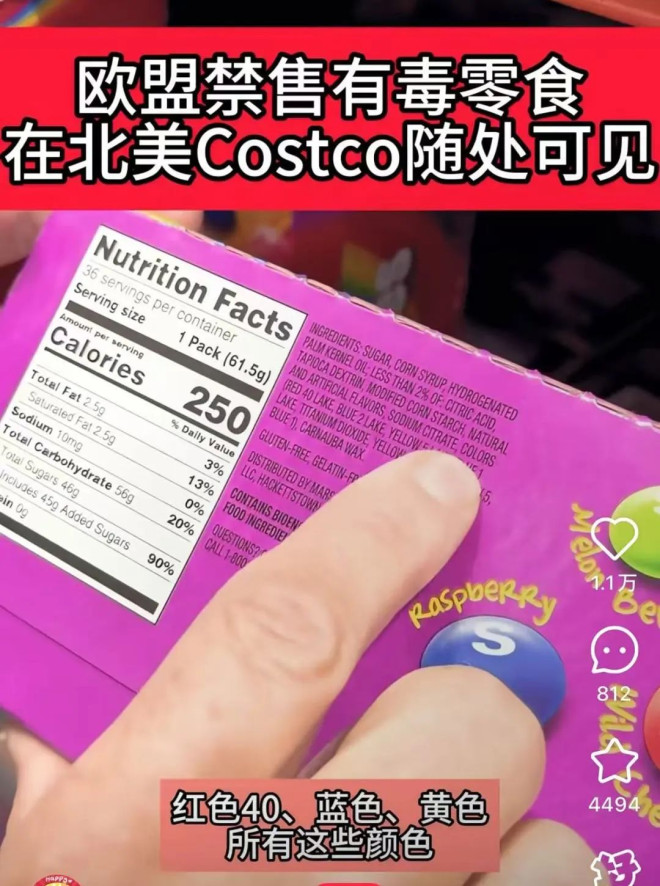 欧盟禁售有毒零食
在北美Costco随处可见
Nutrition Facts
36 servings per container
Serving size 1 Pack (61.5g)
Amount per serving
Calories 250
% Daily Value
Total Fat 2.5g 3%
Saturated Fat 2.5g 13%
Sodium 10mg 0%
Total Carbohydrate 56g 20%
Total Sugars 46g
Includes 45g Added Sugars 90%
0g
INGREDIENTS: SUGAR, CORN SYRUP, HYDROGENATED
PALM KERNEL OIL; LESS THAN 2% OF: CITRIC ACID,
TAPIOCA DEXTRIN, MODIFIED CORN STARCH, NATURAL
AND ARTIFICIAL FLAVORS, SODIUM CITRATE, COLORS
(RED 40 LAKE, BLUE 2 LAKE, YELLOW
LAKE, TITANIUM DIOXIDE, YELLOW
BLUE 1), CARNAUBA WAX.
GLUTEN-FREE, GELATIN-FR
DISTRIBUTED BY MARS
LLC, HACKETTSTOWN
CONTAINS BIOEN
FOOD INGREDIEN
QUESTIONS?
CALL 1-800
Raspberry
S
Melon Be
Wild Che
1.1万
812
4494
红色40、蓝色、黄色
所有这些颜色